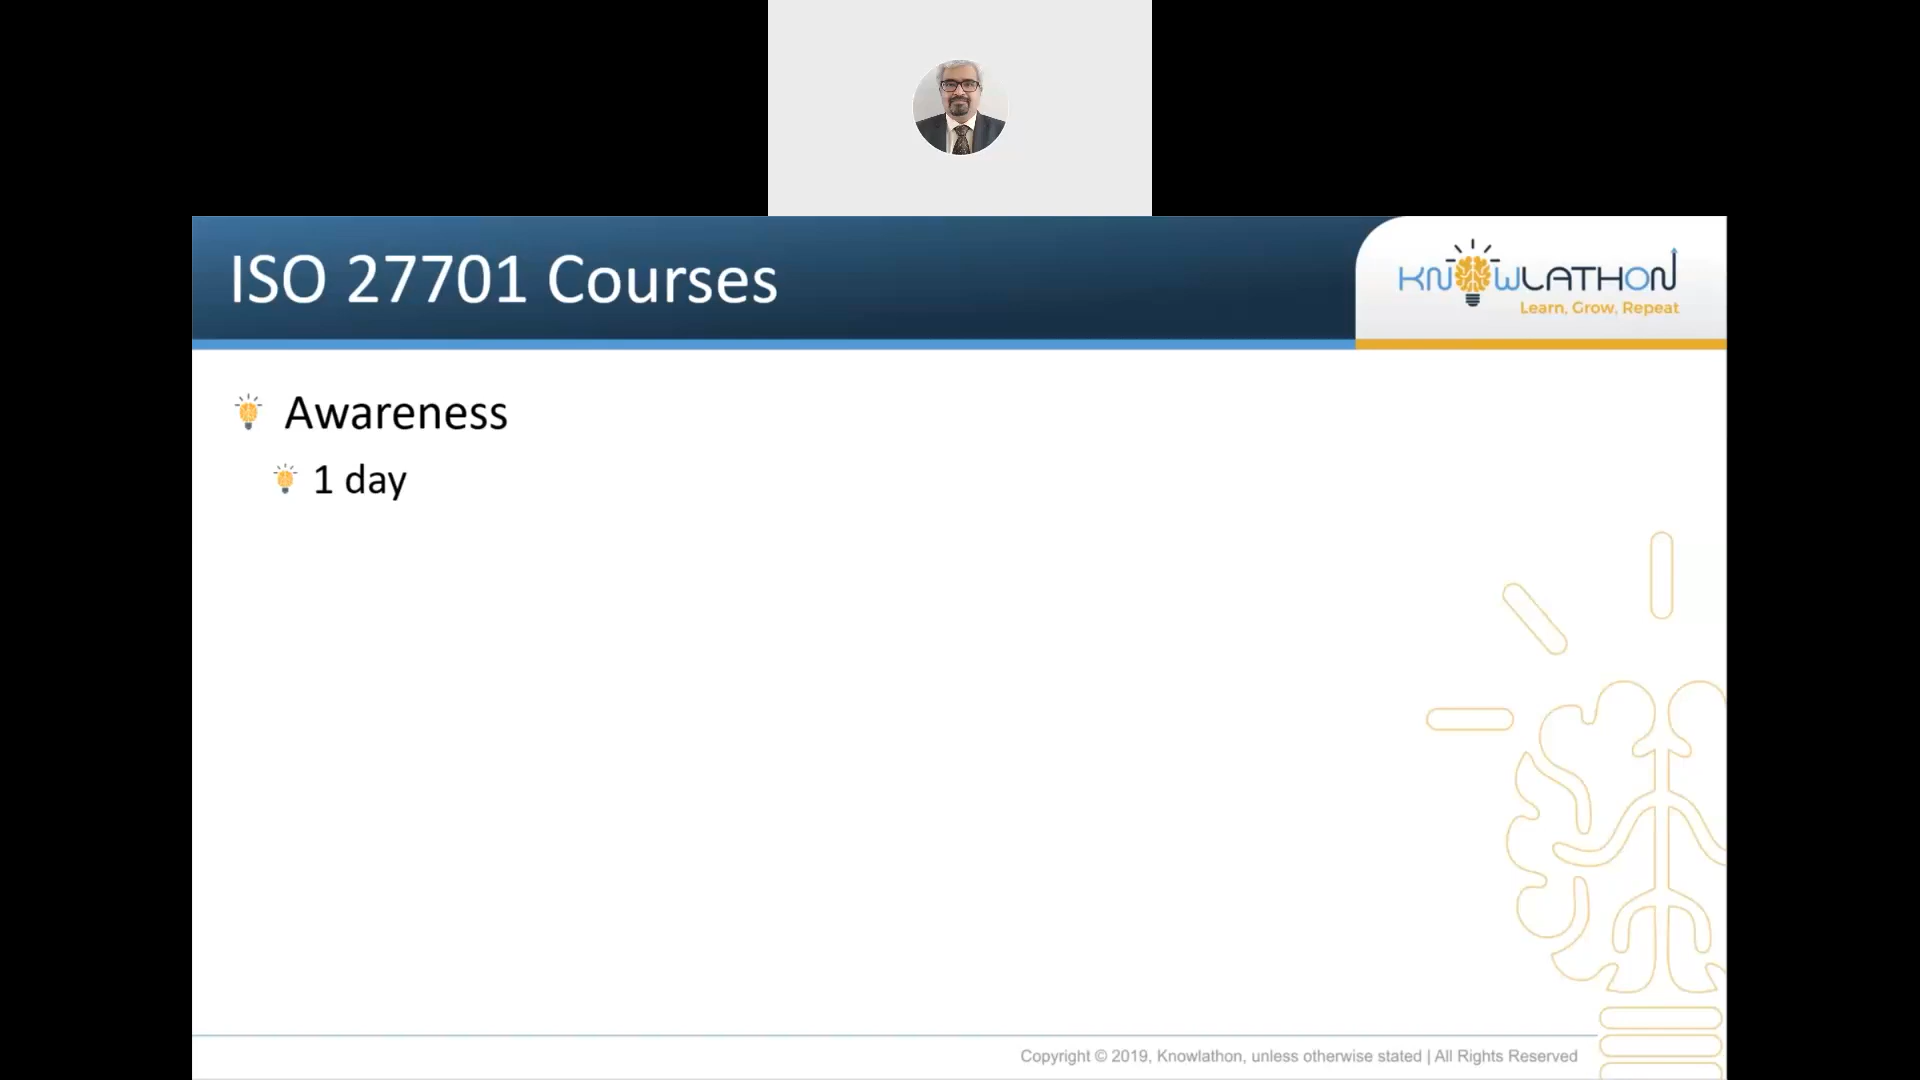 ISO 27701 Courses
KNOWLATHON
Learn, Grow, Repeat
Awareness
1 day
Copyright © 2019, Knowlathon, unless otherwise stated | All Rights Reserved